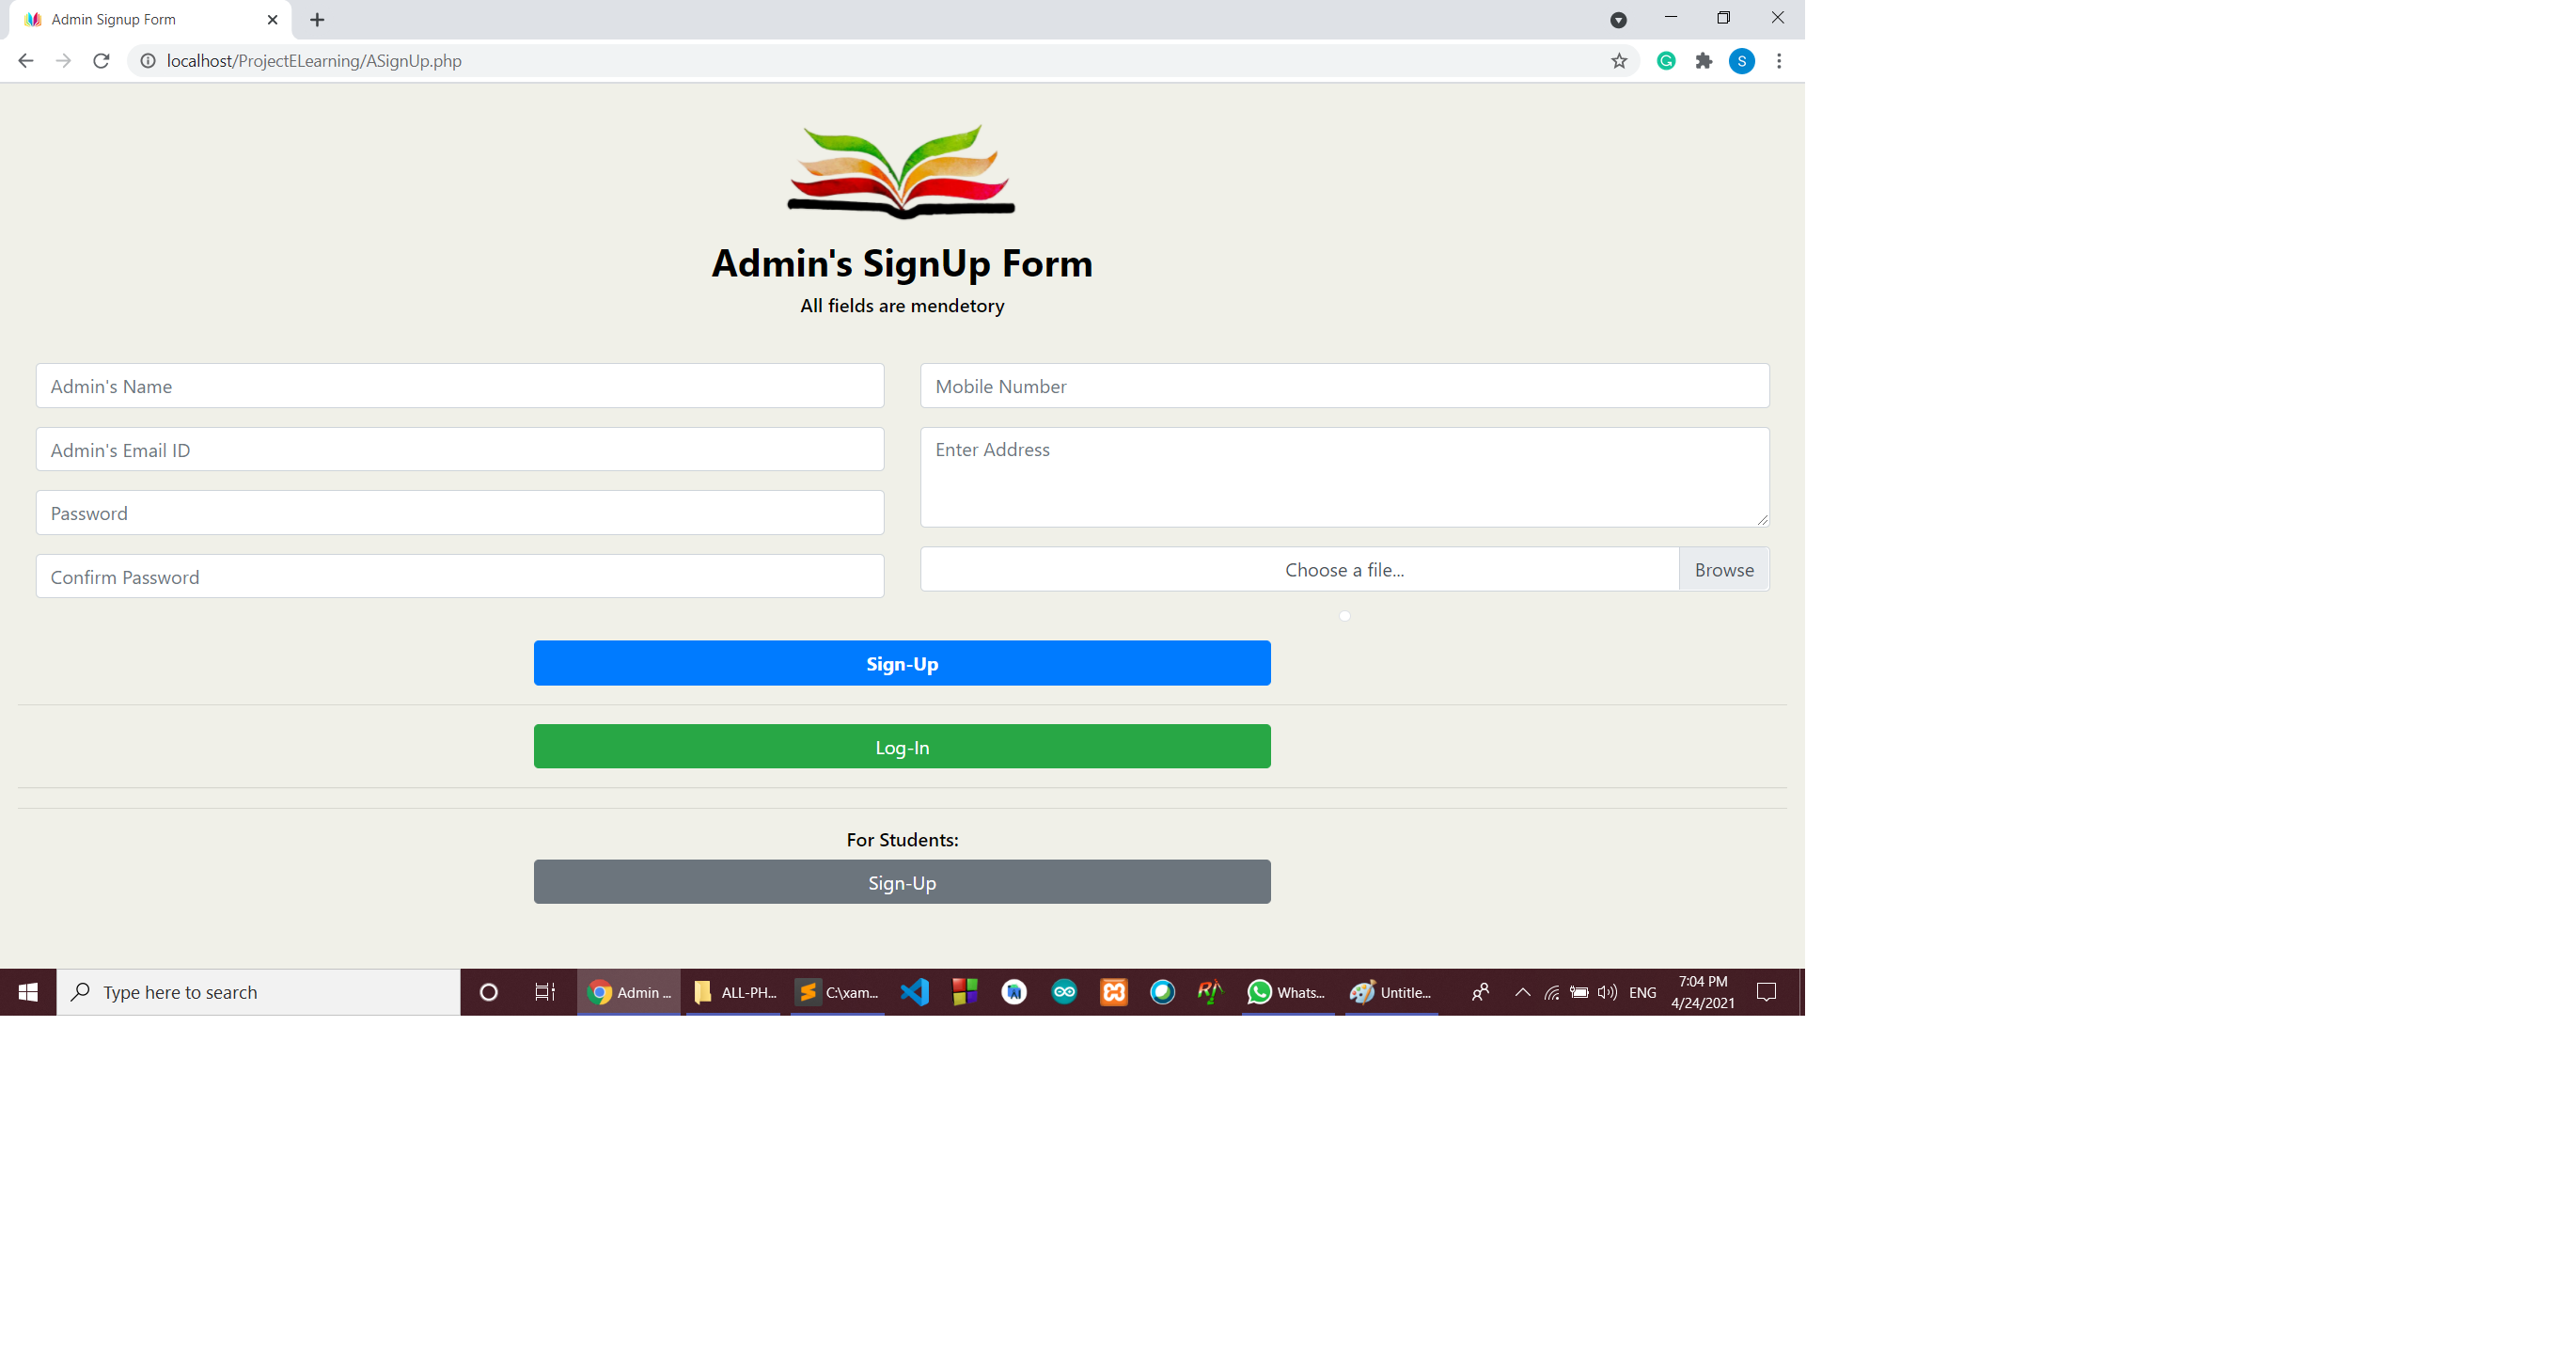 Admin Signup Form
localhost/ProjectELearning/ASignUp.php
S
Admin's SignUp Form
All fields are mendetory
Admin's Name
Mobile Number
Admin's Email ID
Enter Address
Password
Choose a file...
Browse
Confirm Password
Sign-Up
Log-In
For Students:
Sign-Up
Type here to search
Admin ...
ALL-PH...
C:\xam...
Whats...
Untitle...
ENG
7:04 PM
4/24/2021